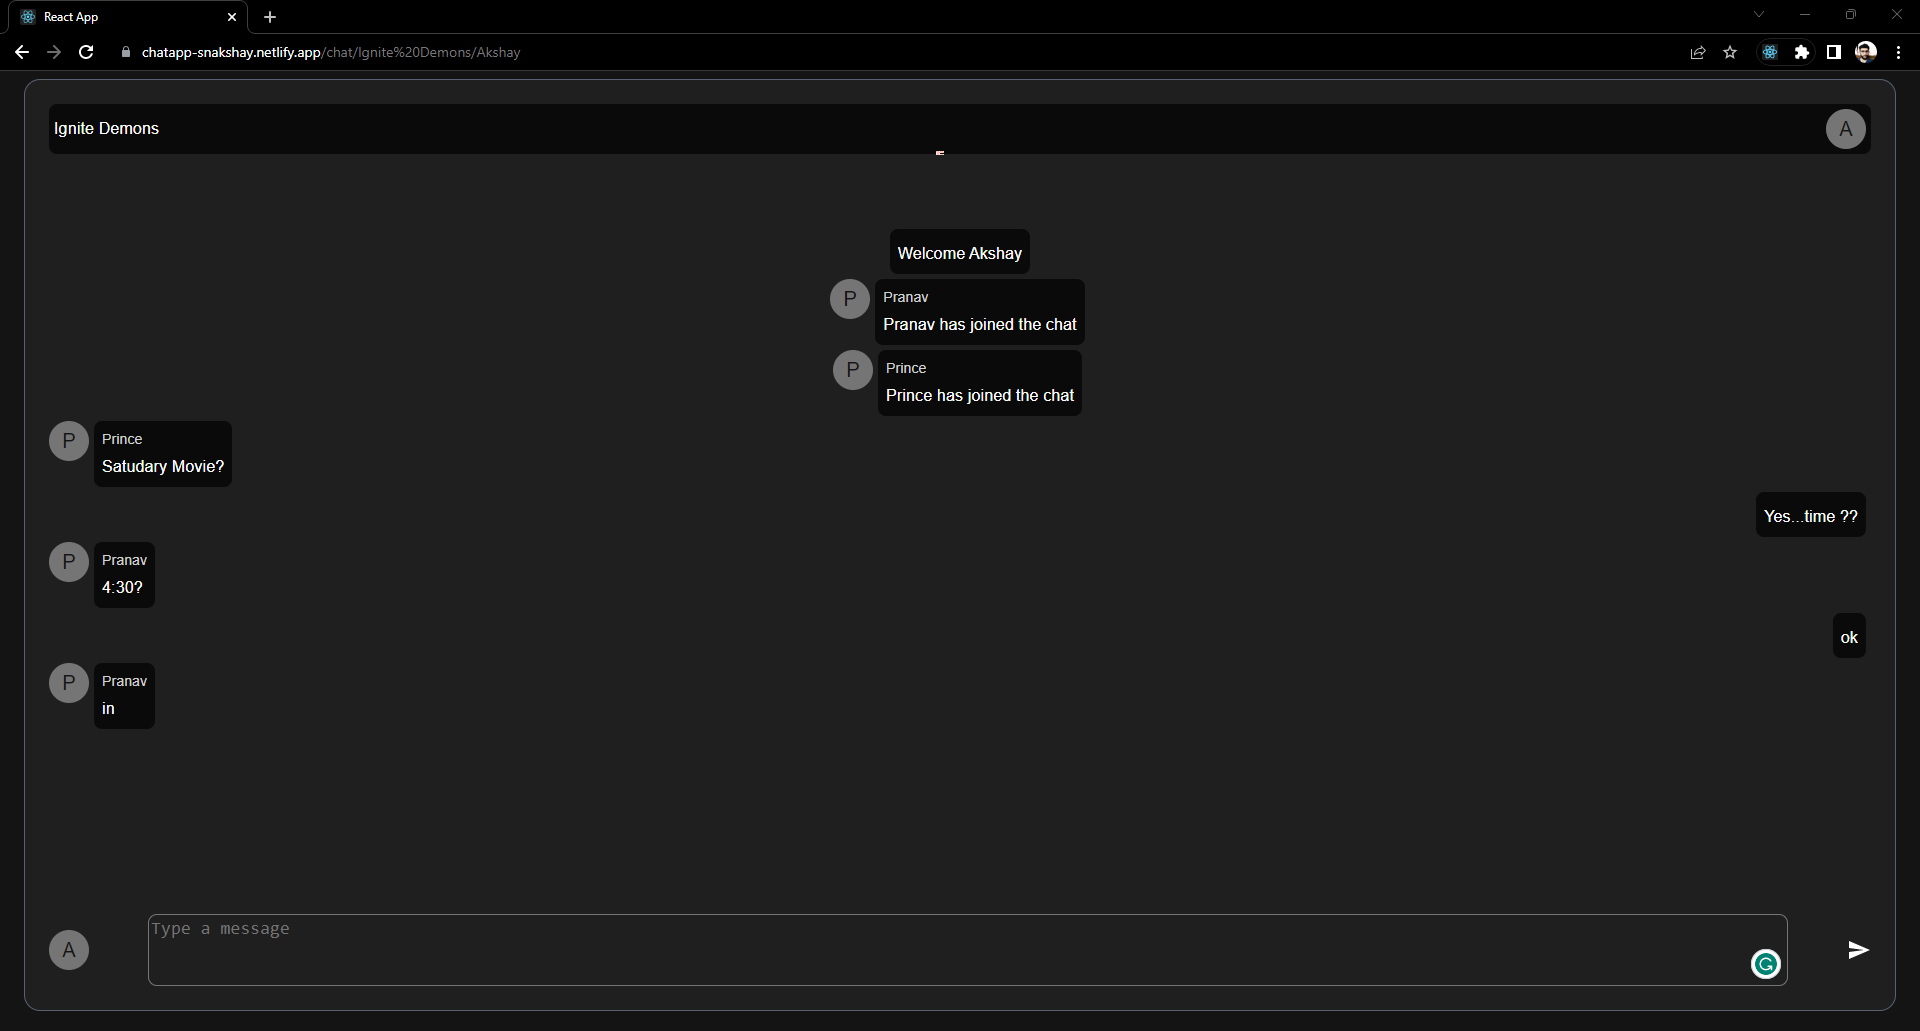 React App
chatapp-snakshay.netlify.app/chat/Ignite%20Demons/Akshay
Ignite Demons
A
Welcome Akshay
P
Pranav
Pranav has joined the chat
P
Prince
Prince has joined the chat
P
Prince
Satudary Movie?
Yes...time ??
P
Pranav
4:30?
ok
P
Pranav
in
A
Type a message